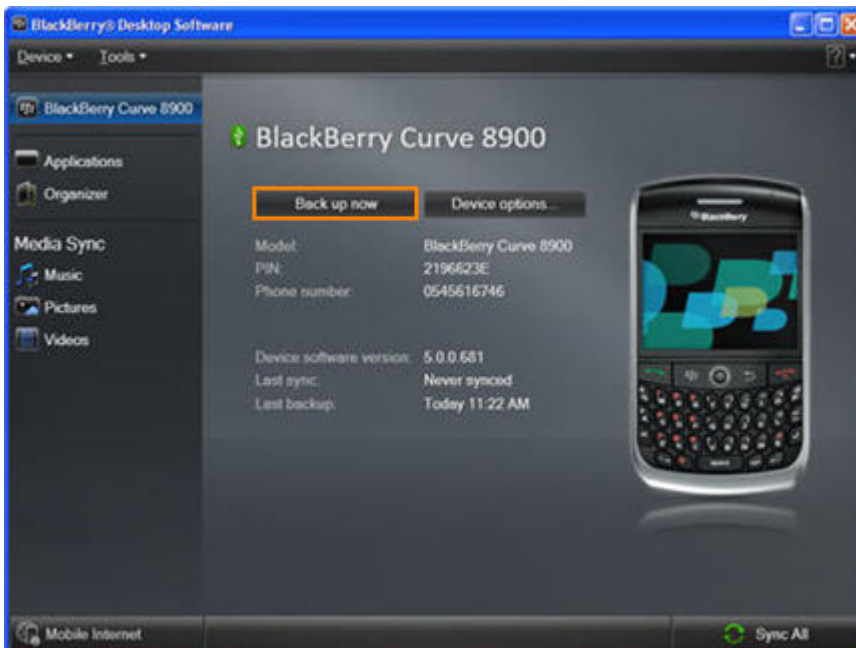 BlackBerry® Desktop Software
Device Tools ?
BlackBerry Curve 8900
Applications
Organizer
Media Sync
Music
Pictures
Videos
BlackBerry Curve 8900
Back up now Device options...
Model: BlackBerry Curve 8900
PIN: 2196623E
Phone number: 0545616746
Device software version: 5.0.0.681
Last sync: Never synced
Last backup: Today 11:22 AM
BlackBerry
Mobile Internet Sync All